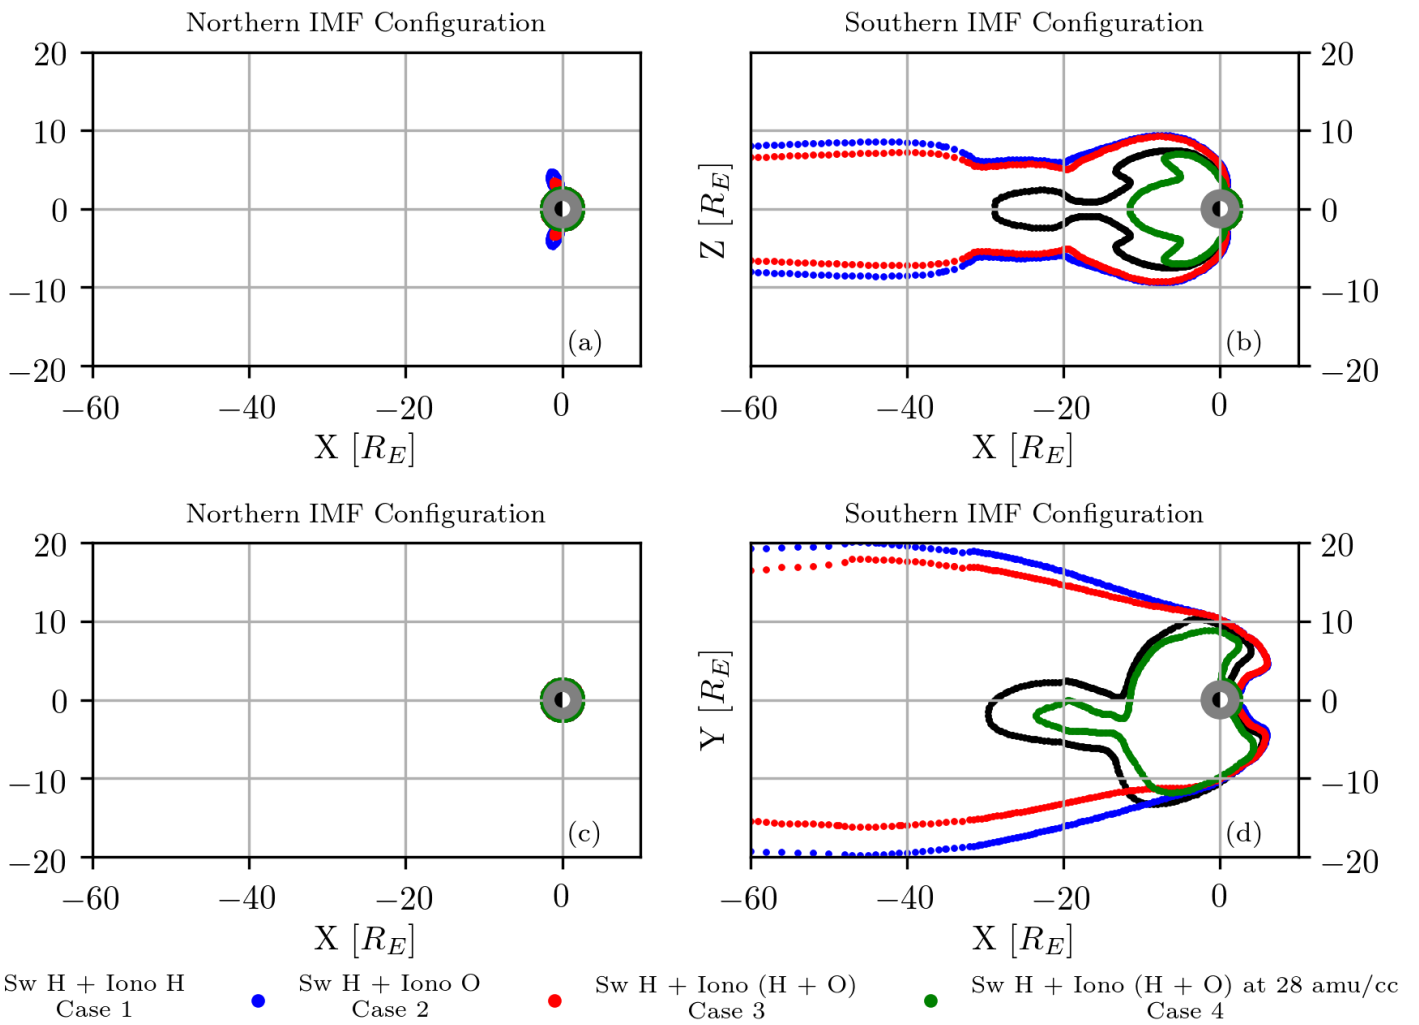 Northern IMF Configuration
20
10
0
−10
−20
−60
−40
−20
0
X [R_E]
(a)
Southern IMF Configuration
Z [R_E]
20
10
0
−10
−20
−60
−40
−20
0
X [R_E]
(b)
Northern IMF Configuration
20
10
0
−10
−20
−60
−40
−20
0
X [R_E]
(c)
Southern IMF Configuration
Y [R_E]
20
10
0
−10
−20
−60
−40
−20
0
X [R_E]
(d)
Sw H + Iono H
Case 1
Sw H + Iono O
Case 2
Sw H + Iono (H + O)
Case 3
Sw H + Iono (H + O) at 28 amu/cc
Case 4